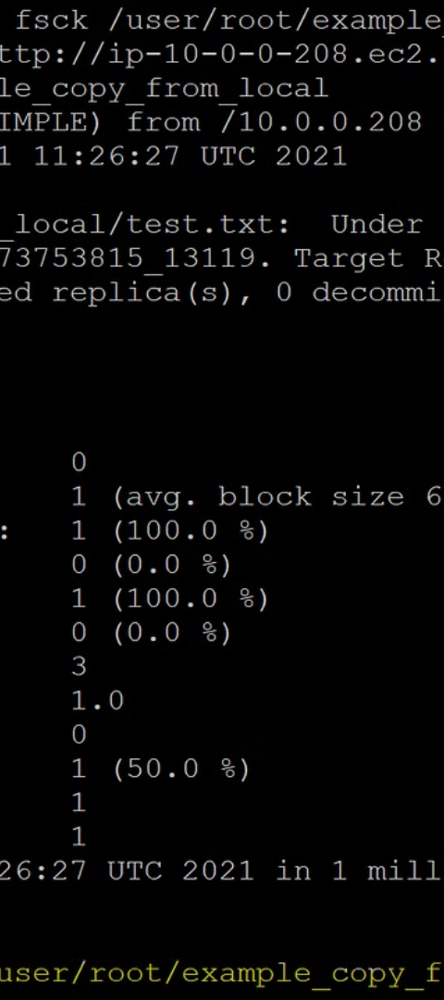 fsck /user/root/example_
ttp://ip-10-0-0-208.ec2.
le_copy_from_local
IMPLE) from /10.0.0.208
1 11:26:27 UTC 2021
_local/test.txt:  Under
73753815_13119. Target R
ed replica(s), 0 decommi
0
1 (avg. block size 6
: 1 (100.0 %)
0 (0.0 %)
1 (100.0 %)
0 (0.0 %)
3
1.0
0
1 (50.0 %)
1
1
26:27 UTC 2021 in 1 mill
user/root/example_copy_f